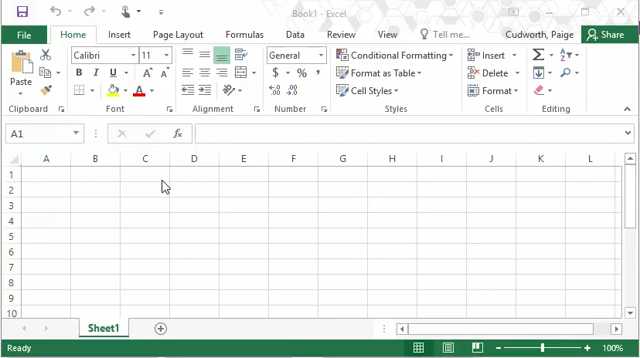 Book1 - Excel
File Home Insert Page Layout Formulas Data Review View Tell me... Cudworth, Paige Share
Calibri 11 General Conditional Formatting Insert
Paste B I U A A $ % , Format as Table Delete
A Cell Styles Format
Clipboard Font Alignment Number Styles Cells Editing
A1 fx
A B C D E F G H I J K L
1
2
3
4
5
6
7
8
9
10
Sheet1
Ready 100%